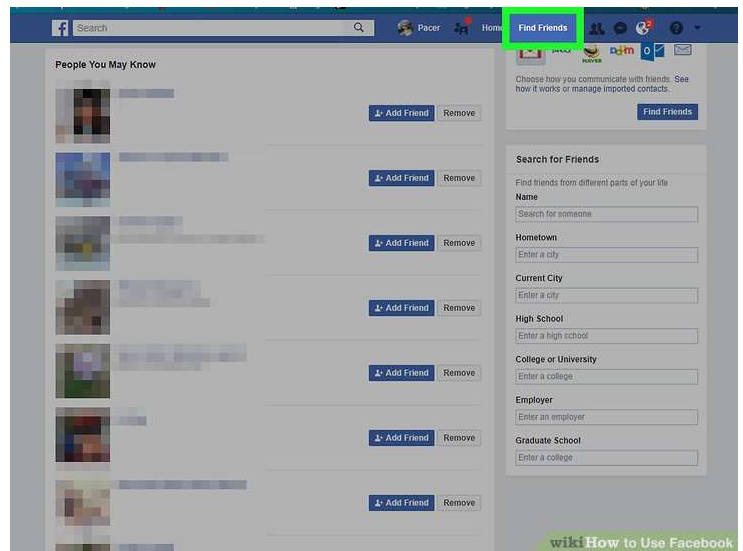 f
Search
Pacer
Home
Find Friends
2
People You May Know
Add Friend Remove
Add Friend Remove
Add Friend Remove
Add Friend Remove
Add Friend Remove
Add Friend Remove
Add Friend Remove
NAVER
Choose how you communicate with friends. See
how it works or manage imported contacts.
Find Friends
Search for Friends
Find friends from different parts of your life
Name
Search for someone
Hometown
Enter a city
Current City
Enter a city
High School
Enter a high school
College or University
Enter a college
Employer
Enter an employer
Graduate School
Enter a college
wikiHow to Use Facebook